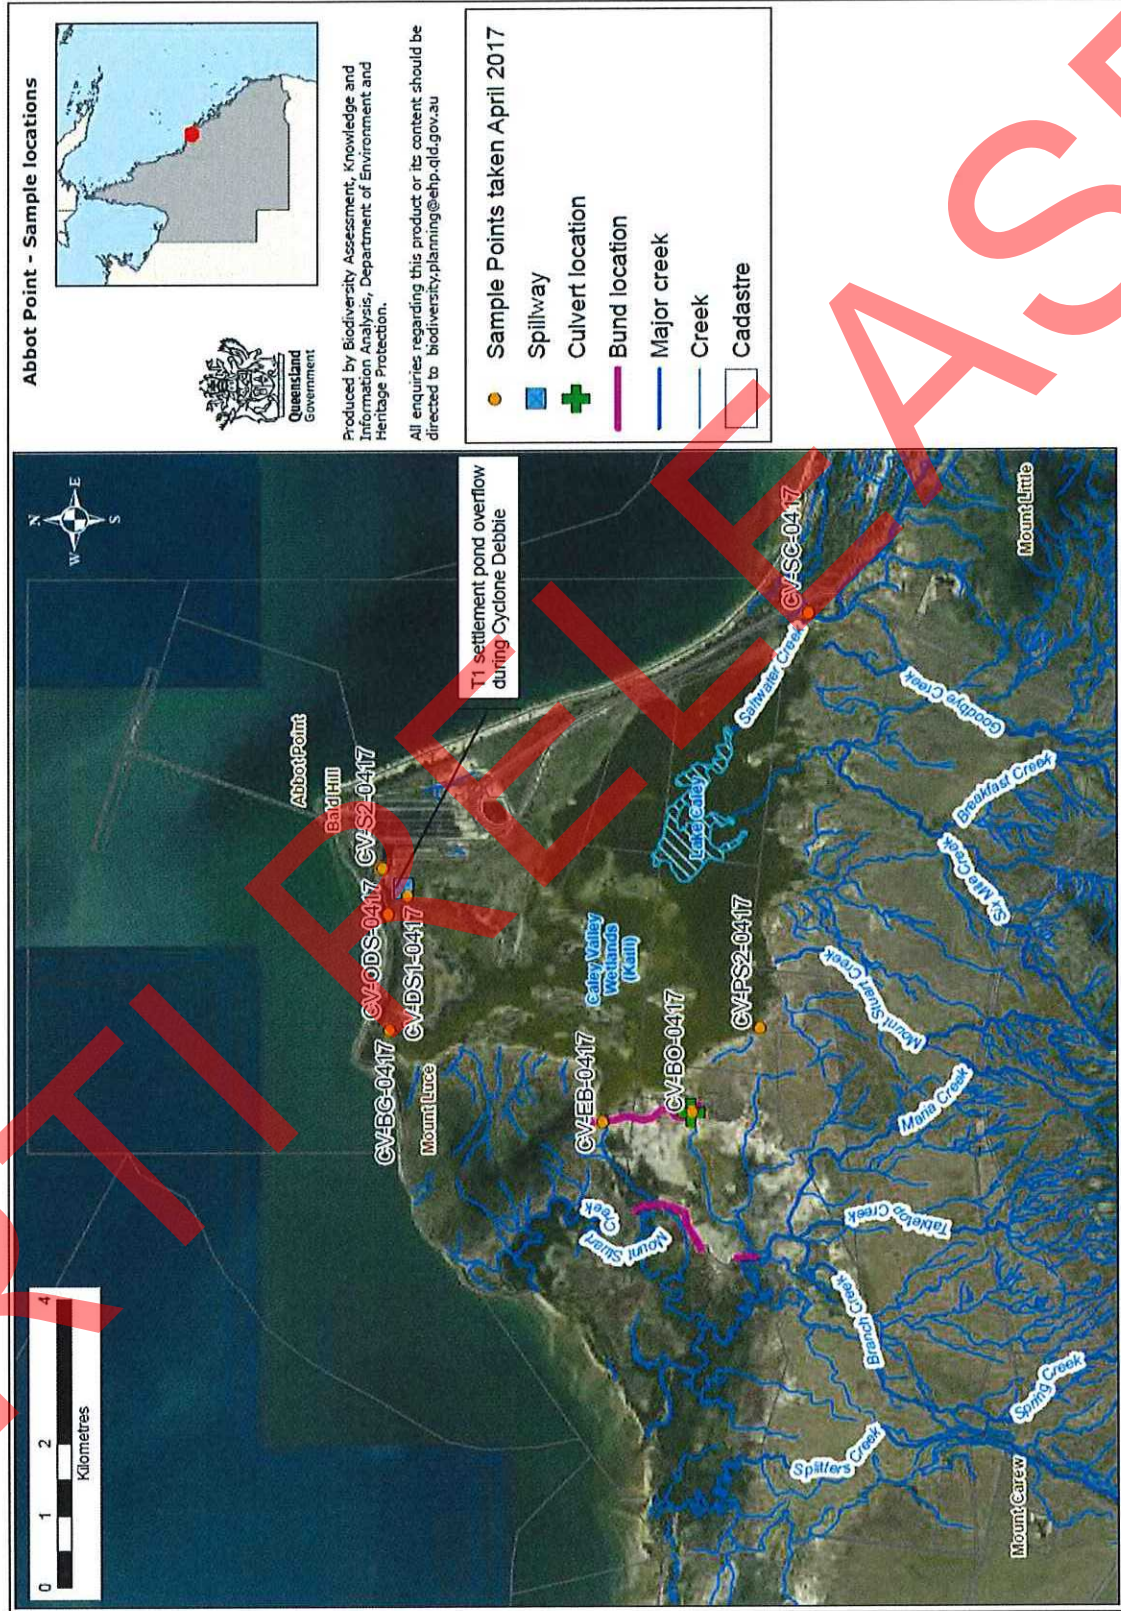 Abbot Point - Sample locations
Queensland
Government
Produced by Biodiversity Assessment, Knowledge and
Information Analysis, Department of Environment and
Heritage Protection.
All enquiries regarding this product or its content should be
directed to biodiversity.planning@ehp.qld.gov.au
Sample Points taken April 2017
Spillway
Culvert location
Bund location
Major creek
Creek
Cadastre
0 1 2 4
Kilometres
N
W E
S
Abbot Point
Bald Hill
T1 settlement pond overflow
during Cyclone Debbie
CV-S2-0417
CV-ODS-0417
CV-DS1-0417
CV-BG-0417
Mount Luce
CV-EB-0417
Caley Valley
Wetlands
(Kaili)
CV-BO-0417
CV-PS2-0417
Lake Caley
Saltwater Creek
CV-SC-0417
Mount Stuart
Creek
Goodbye Creek
Breakfast Creek
Six Mile Creek
Mount Stuart Creek
Maria Creek
Tabletop Creek
Branch Creek
Splitters Creek
Spring Creek
Mount Carew
Mount Little
RTI RELEASE